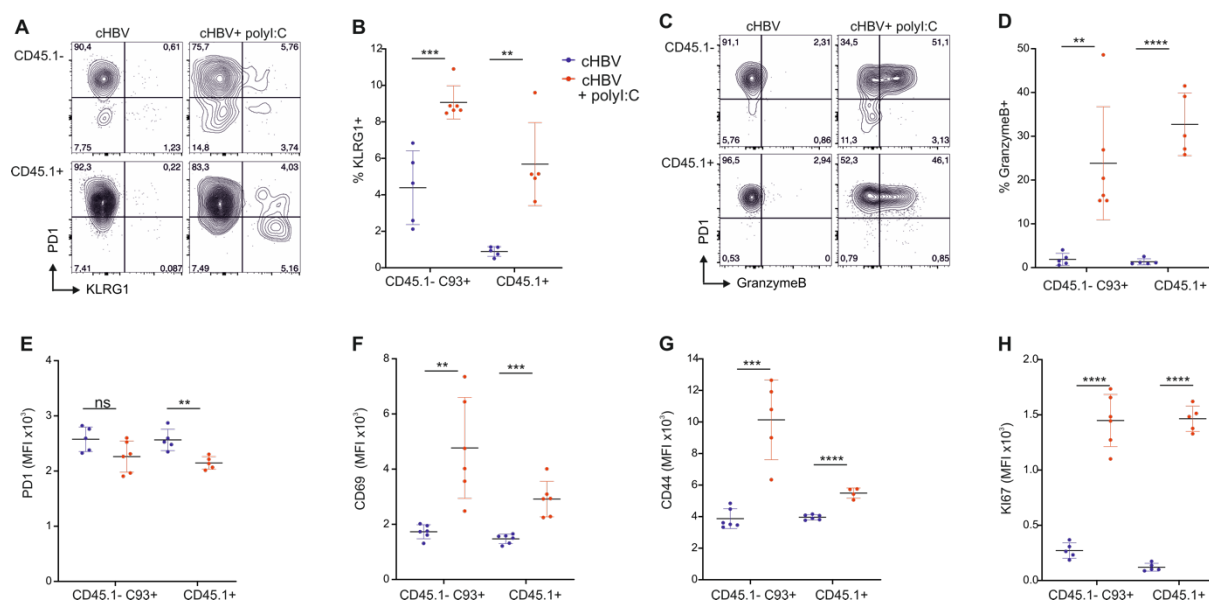 A
cHBV
cHBV+ polyI:C
CD45.1-
90,4
0,61
75,7
5,76
7,75
1,23
14,8
3,74
CD45.1+
92,3
0,22
83,3
4,03
7,41
0,087
7,49
5,16
PD1
KLRG1
B
12
10
8
6
4
2
0
% KLRG1+
***
**
cHBV
cHBV
+ polyI:C
CD45.1- C93+
CD45.1+
C
cHBV
cHBV+ polyI:C
CD45.1-
91,1
2,31
34,5
51,1
5,76
0,86
11,3
3,13
CD45.1+
96,5
2,94
52,3
46,1
0,53
0
0,79
0,85
PD1
GranzymeB
D
50
40
30
20
10
0
% GranzymeB+
**
****
CD45.1- C93+
CD45.1+
E
4
3
2
1
0
PD1 (MFI x10³)
ns
**
CD45.1- C93+
CD45.1+
F
8
6
4
2
0
CD69 (MFI x10³)
**
***
CD45.1- C93+
CD45.1+
G
14
12
10
8
6
4
2
0
CD44 (MFI x10³)
***
****
CD45.1- C93+
CD45.1+
H
2.0
1.5
1.0
0.5
0.0
KI67 (MFI x10³)
****
****
CD45.1- C93+
CD45.1+